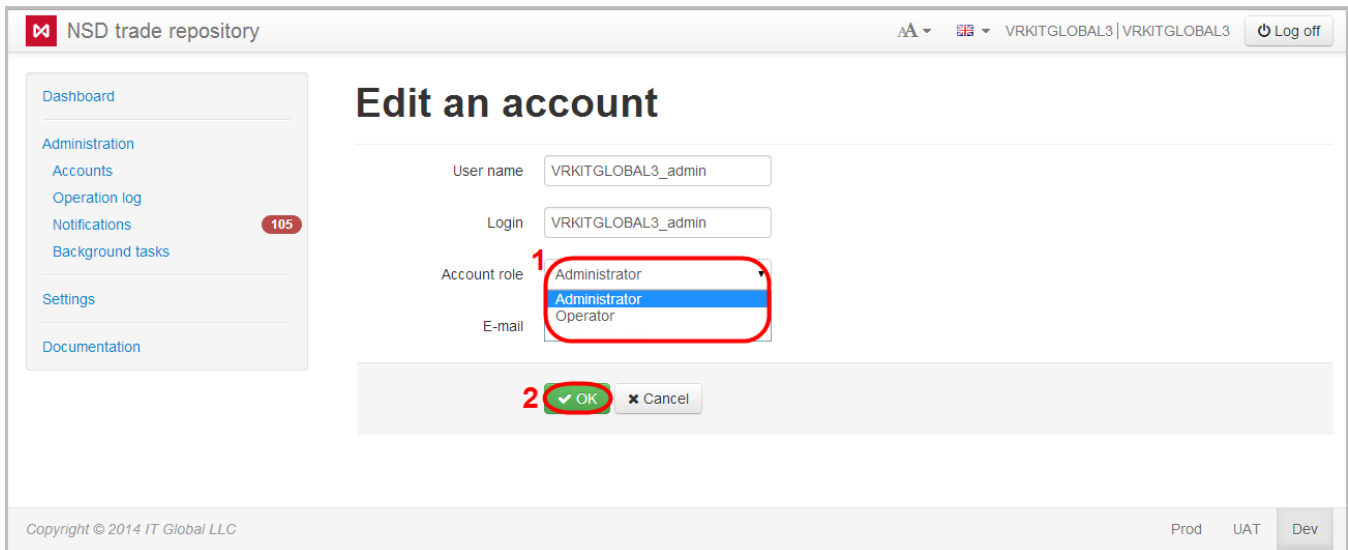 NSD trade repository
AA VRKITGLOBAL3|VRKITGLOBAL3 Log off
Dashboard
Administration
Accounts
Operation log
Notifications 105
Background tasks
Settings
Documentation
Edit an account
User name VRKITGLOBAL3_admin
Login VRKITGLOBAL3_admin
1
Account role Administrator
Administrator
Operator
E-mail
2 OK Cancel
Copyright © 2014 IT Global LLC
Prod UAT Dev